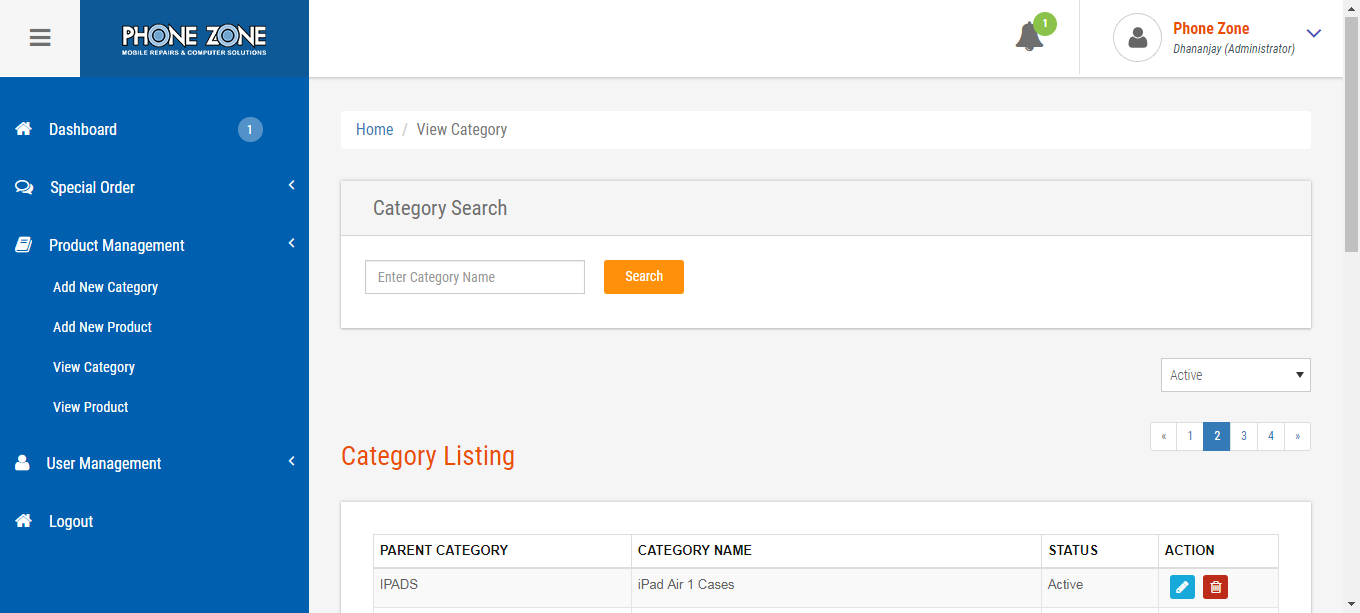 PHONE ZONE
MOBILE REPAIRS & COMPUTER SOLUTIONS
1
Phone Zone
Dhananjay (Administrator)
Dashboard 1
Special Order
Product Management
Add New Category
Add New Product
View Category
View Product
User Management
Logout
Home / View Category
Category Search
Enter Category Name
Search
Active
« 1 2 3 4 »
Category Listing
PARENT CATEGORY CATEGORY NAME STATUS ACTION
IPADS iPad Air 1 Cases Active